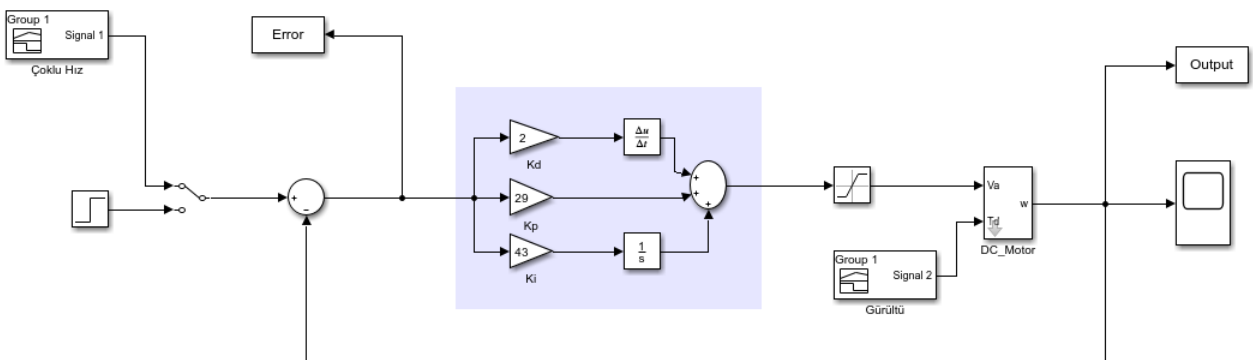 Group 1
Signal 1
Çoklu Hız
Error
Output
2
Δu
Δt
Kd
29
Kp
43
1
s
Ki
+
−
+
+
+
Va
w
Td
DC_Motor
Group 1
Signal 2
Gürültü